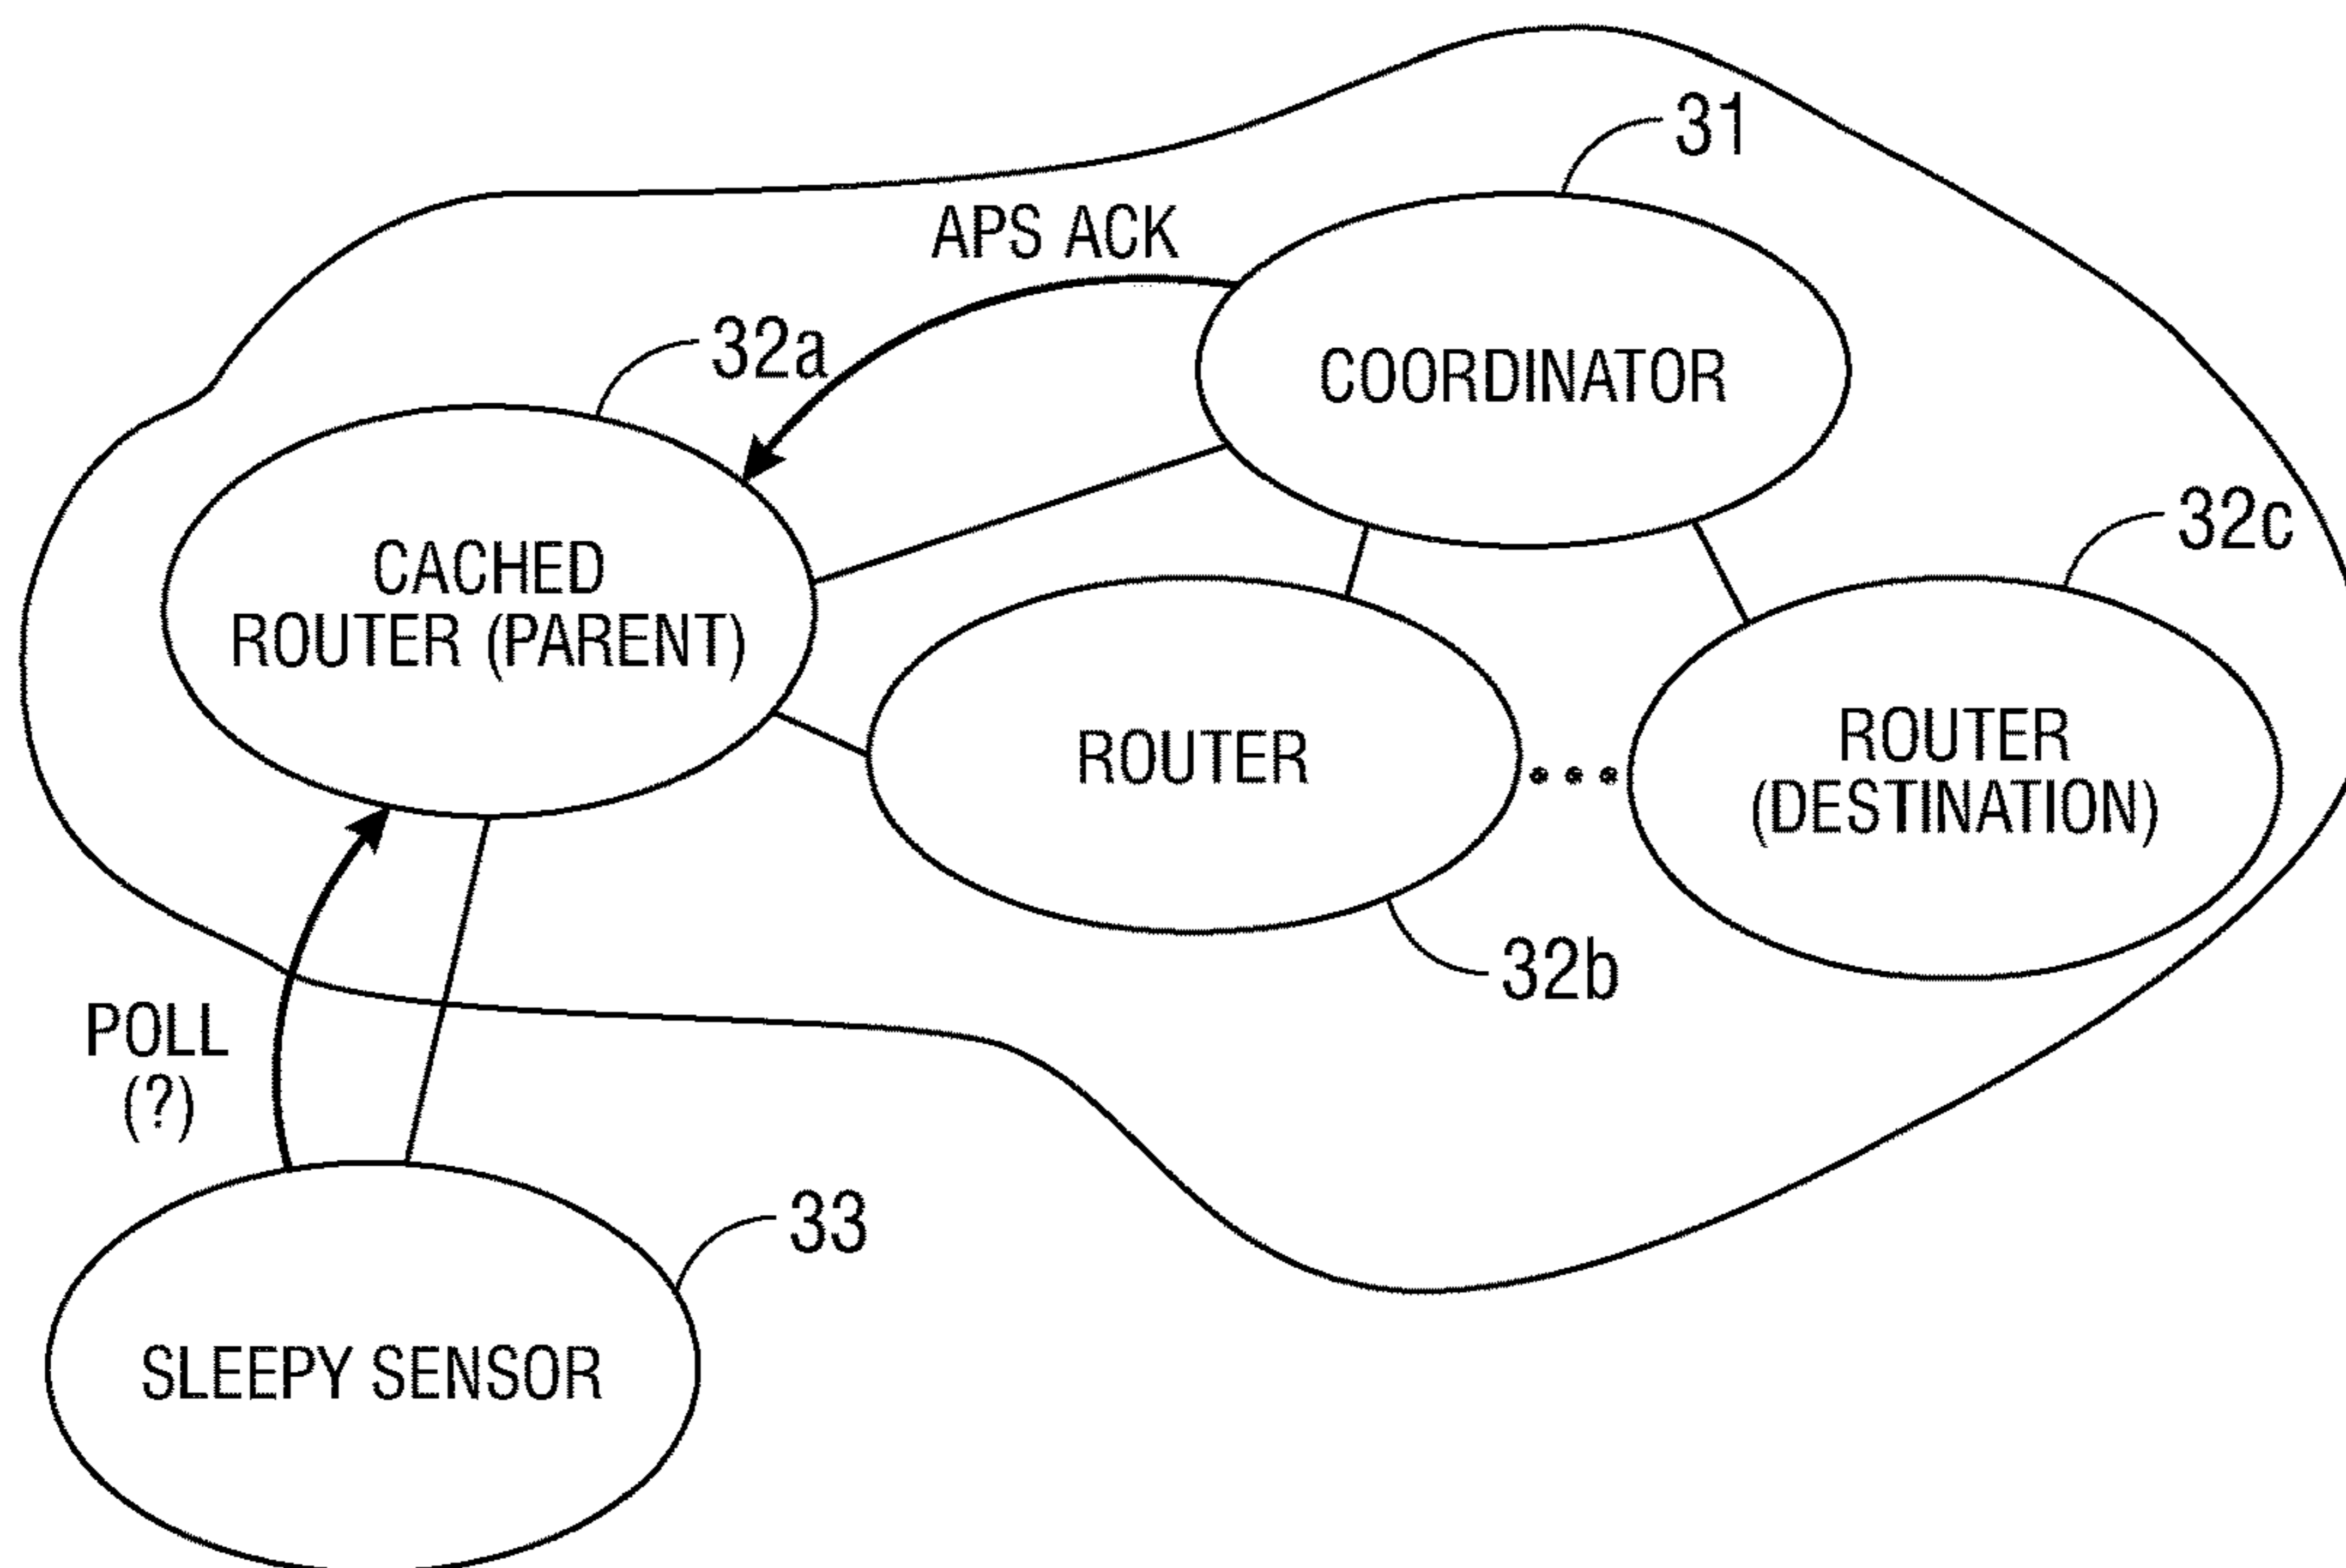 31
APS ACK
32a
COORDINATOR
32c
CACHED
ROUTER (PARENT)
ROUTER
ROUTER
(DESTINATION)
32b
POLL
(?)
33
SLEEPY SENSOR